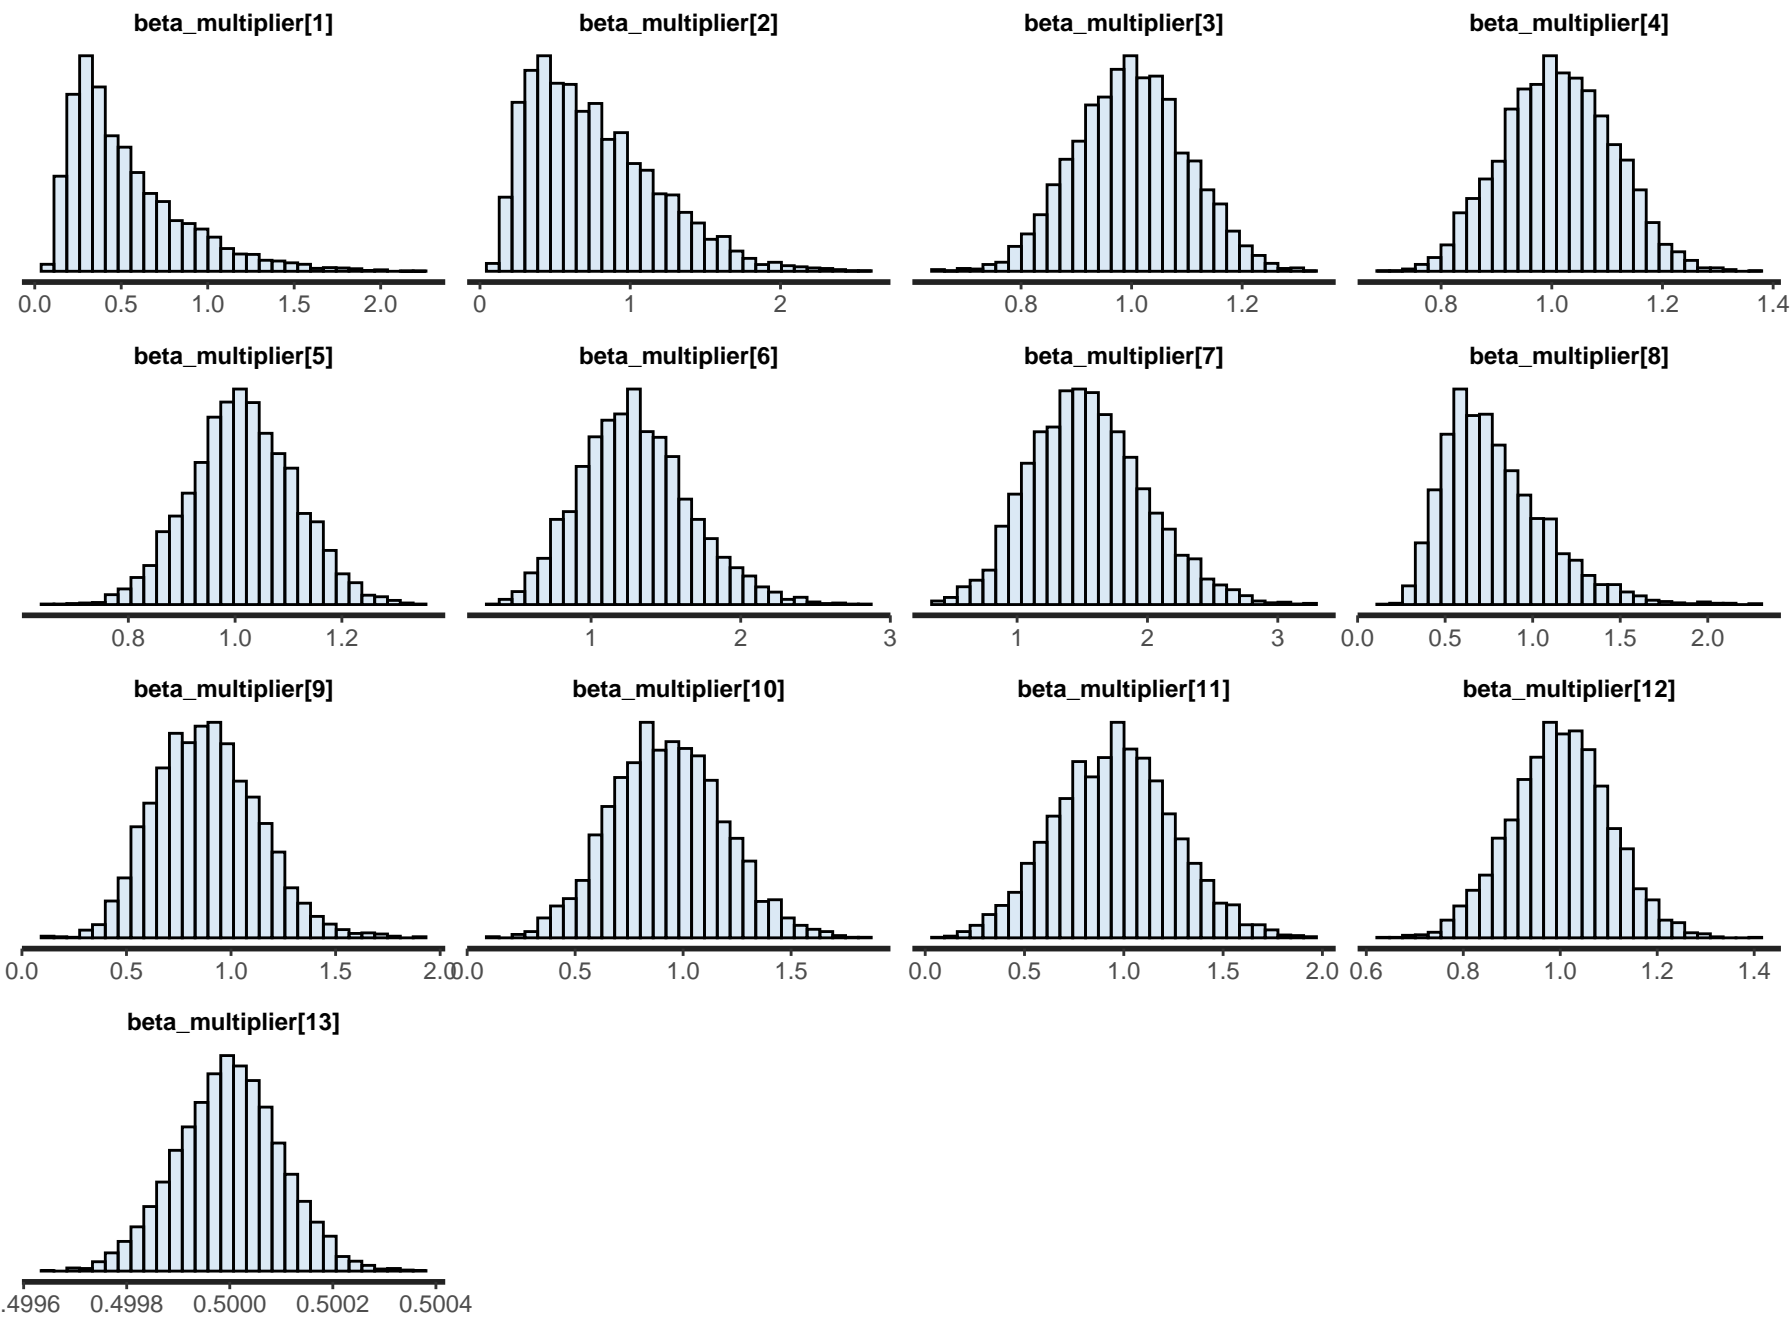 beta_multiplier[1] beta_multiplier[2] beta_multiplier[3] beta_multiplier[4]
0.0 0.5 1.0 1.5 2.0 0 1 2 0.8 1.0 1.2 0.8 1.0 1.2 1.4
beta_multiplier[5] beta_multiplier[6] beta_multiplier[7] beta_multiplier[8]
0.8 1.0 1.2 1 2 3 1 2 3 0.0 0.5 1.0 1.5 2.0
beta_multiplier[9] beta_multiplier[10] beta_multiplier[11] beta_multiplier[12]
0.0 0.5 1.0 1.5 2.0 0.0 0.5 1.0 1.5 0.0 0.5 1.0 1.5 2.0 0.6 0.8 1.0 1.2 1.4
beta_multiplier[13]
.4996 0.4998 0.5000 0.5002 0.5004